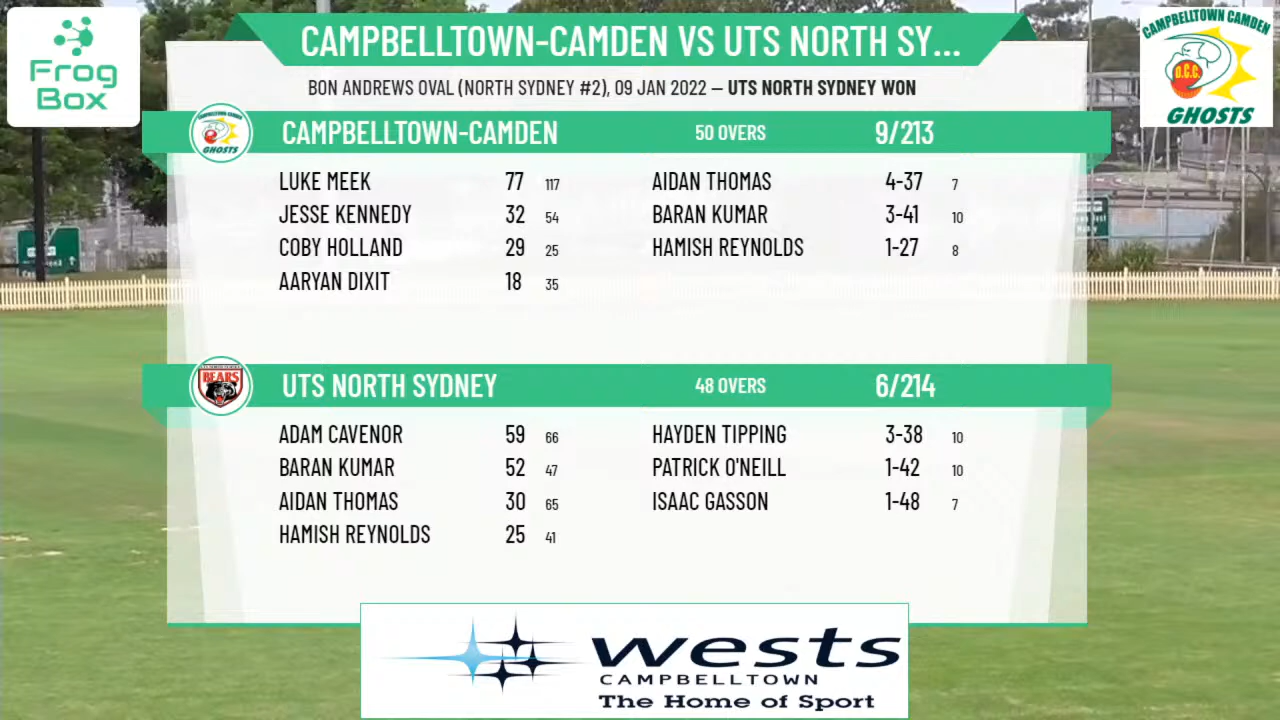 Frog
Box
CAMPBELLTOWN-CAMDEN VS UTS NORTH SY...
CAMPBELLTOWN CAMDEN
D.C.C.
GHOSTS
BON ANDREWS OVAL (NORTH SYDNEY #2), 09 JAN 2022 – UTS NORTH SYDNEY WON
GHOSTS
CAMPBELLTOWN-CAMDEN 50 OVERS 9/213
LUKE MEEK 77 117 AIDAN THOMAS 4-37 7
JESSE KENNEDY 32 54 BARAN KUMAR 3-41 10
COBY HOLLAND 29 25 HAMISH REYNOLDS 1-27 8
AARYAN DIXIT 18 35
BEARS
UTS NORTH SYDNEY 48 OVERS 6/214
ADAM CAVENOR 59 66 HAYDEN TIPPING 3-38 10
BARAN KUMAR 52 47 PATRICK O'NEILL 1-42 10
AIDAN THOMAS 30 65 ISAAC GASSON 1-48 7
HAMISH REYNOLDS 25 41
wests
CAMPBELLTOWN
The Home of Sport